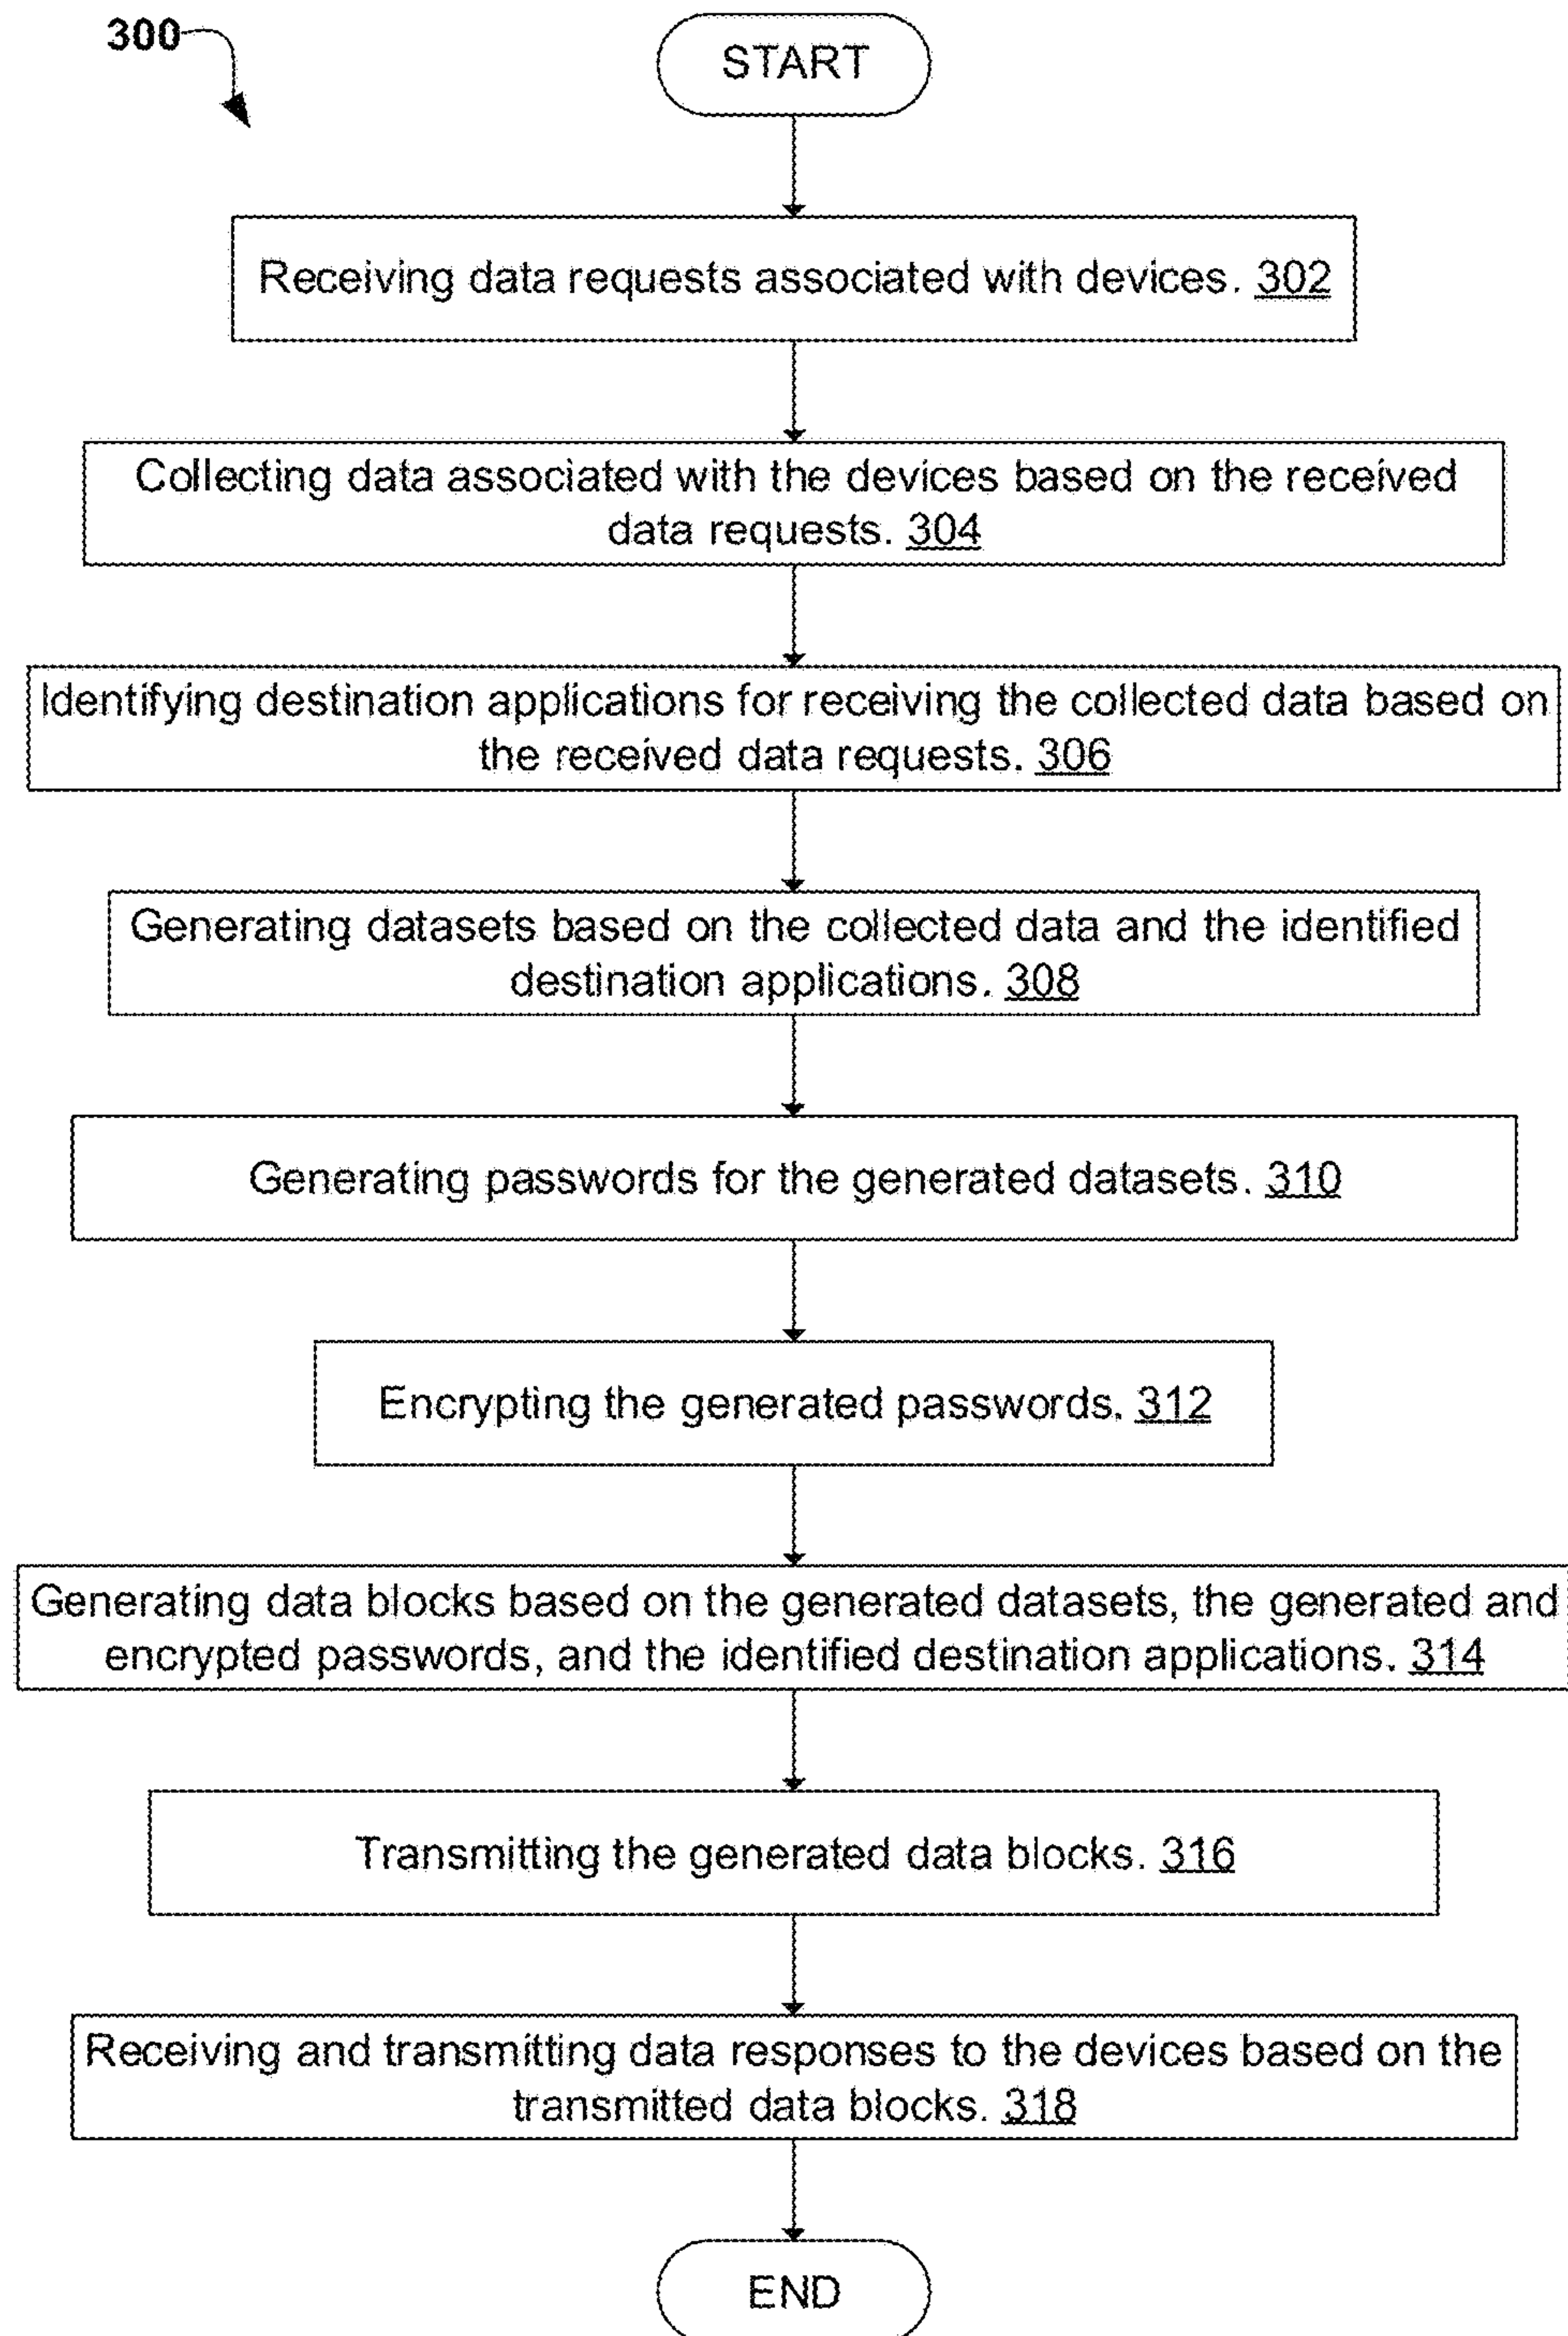 300
START
Receiving data requests associated with devices. 302
Collecting data associated with the devices based on the received
data requests. 304
Identifying destination applications for receiving the collected data based on
the received data requests. 306
Generating datasets based on the collected data and the identified
destination applications. 308
Generating passwords for the generated datasets. 310
Encrypting the generated passwords. 312
Generating data blocks based on the generated datasets, the generated and
encrypted passwords, and the identified destination applications. 314
Transmitting the generated data blocks. 316
Receiving and transmitting data responses to the devices based on the
transmitted data blocks. 318
END